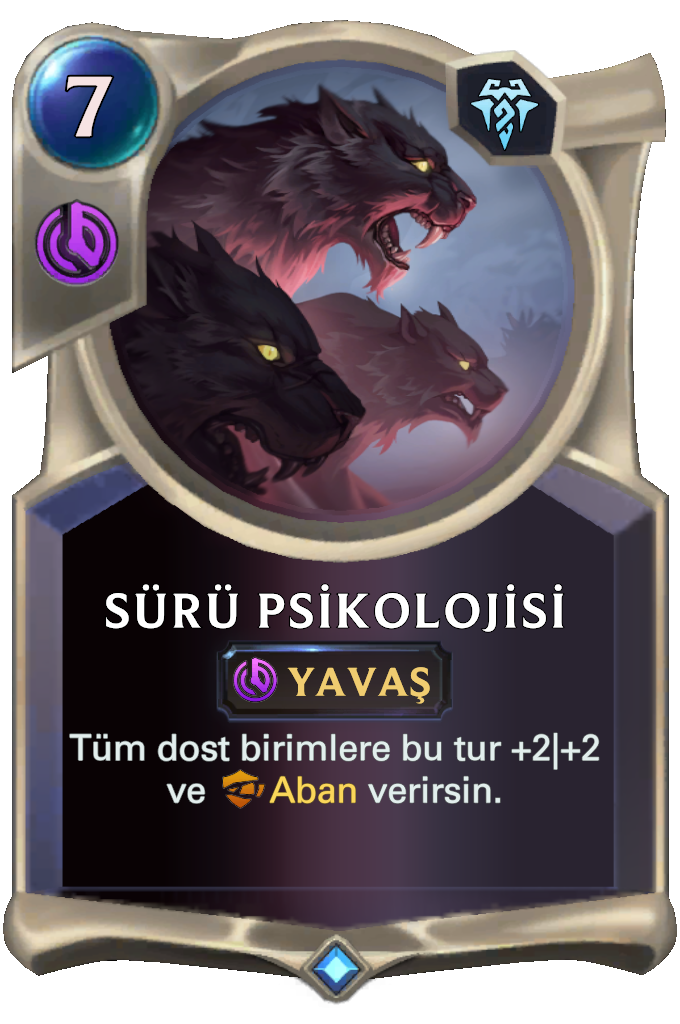 7
SÜRÜ PSİKOLOJİSİ
YAVAŞ
Tüm dost birimlere bu tur +2|+2
ve Aban verirsin.